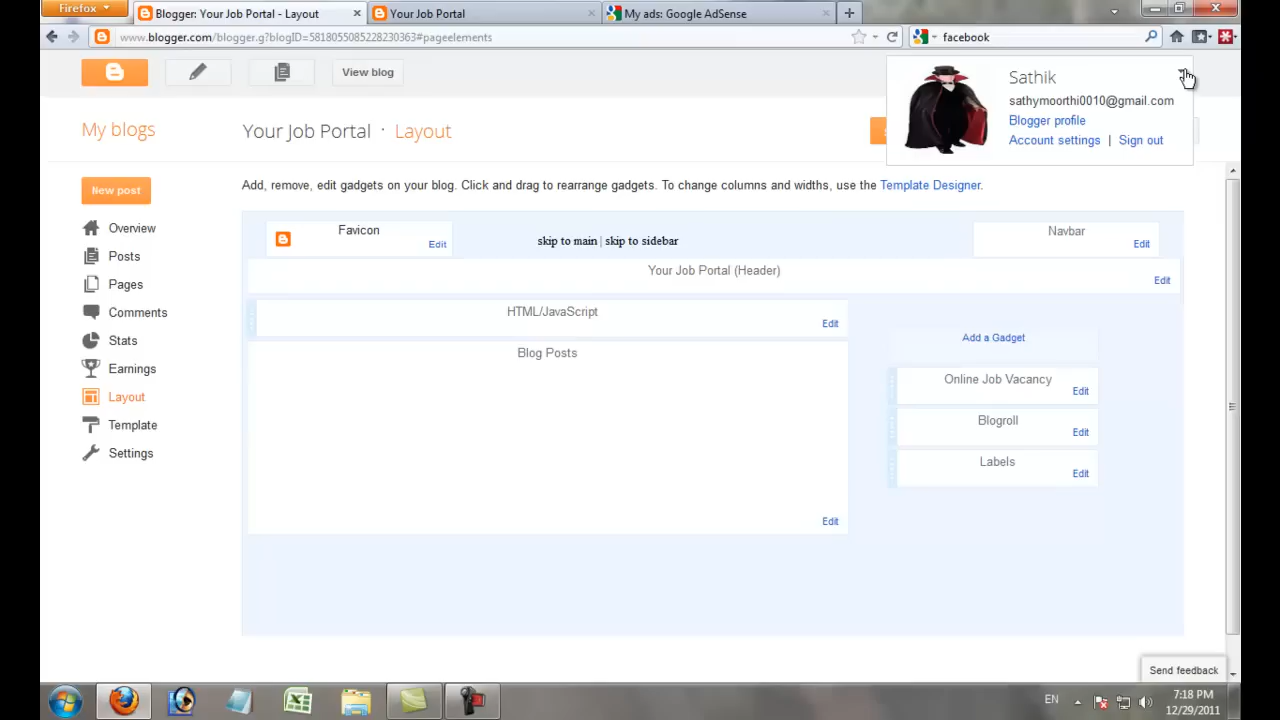 Firefox
Blogger: Your Job Portal - Layout
Your Job Portal
My ads: Google AdSense
www.blogger.com/blogger.g?blogID=5818055085228230363#pageelements
facebook
View blog
Sathik
sathymoorthi0010@gmail.com
Blogger profile
Account settings | Sign out
My blogs
Your Job Portal · Layout
New post
Add, remove, edit gadgets on your blog. Click and drag to rearrange gadgets. To change columns and widths, use the Template Designer.
Overview
Posts
Pages
Comments
Stats
Earnings
Layout
Template
Settings
Favicon
Edit
skip to main | skip to sidebar
Navbar
Edit
Your Job Portal (Header)
Edit
HTML/JavaScript
Edit
Blog Posts
Edit
Add a Gadget
Online Job Vacancy
Edit
Blogroll
Edit
Labels
Edit
Send feedback
EN
7:18 PM
12/29/2011